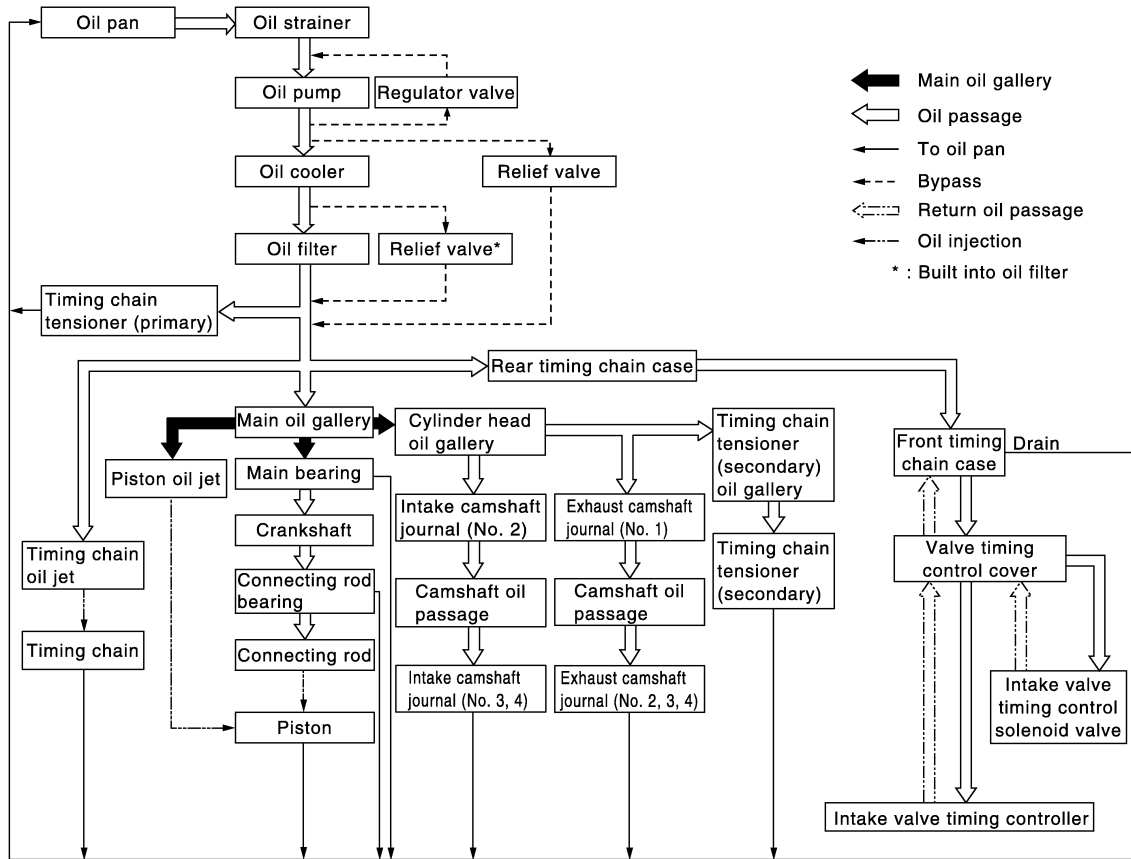 Oil pan
Oil strainer
Oil pump
Regulator valve
Main oil gallery
Oil passage
To oil pan
Bypass
Return oil passage
Oil injection
* : Built into oil filter
Oil cooler
Relief valve
Oil filter
Relief valve*
Timing chain
tensioner (primary)
Rear timing chain case
Main oil gallery
Cylinder head
oil gallery
Timing chain
tensioner
(secondary)
oil gallery
Front timing
chain case
Drain
Piston oil jet
Main bearing
Intake camshaft
journal (No. 2)
Exhaust camshaft
journal (No. 1)
Crankshaft
Timing chain
oil jet
Timing chain
tensioner
(secondary)
Valve timing
control cover
Connecting rod
bearing
Camshaft oil
passage
Camshaft oil
passage
Timing chain
Connecting rod
Intake camshaft
journal (No. 3, 4)
Exhaust camshaft
journal (No. 2, 3, 4)
Intake valve
timing control
solenoid valve
Piston
Intake valve timing controller